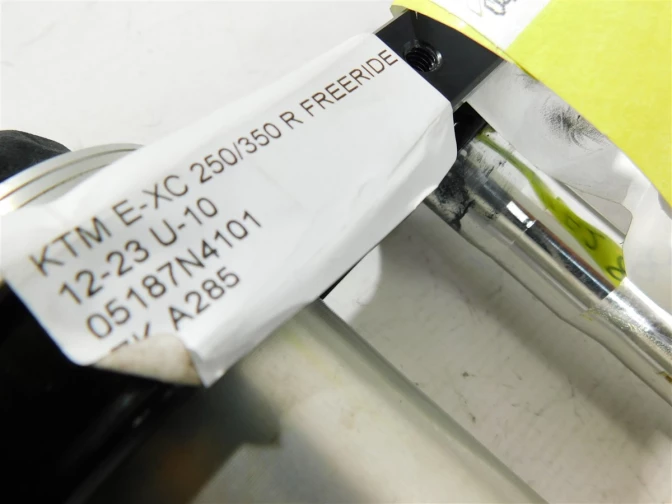 KTM E-XC 250/350 R FREERIDE
12-23 U-10
05187N4101
A285